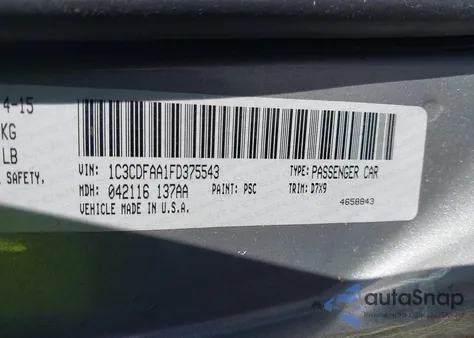 4-15
KG
LB
SAFETY,
VIN: 1C3CDFAA1FD375543
TYPE: PASSENGER CAR
MDH: 042116 137AA
PAINT: PSC
TRIM: D7X9
VEHICLE MADE IN U.S.A.
4658843
autoSnap